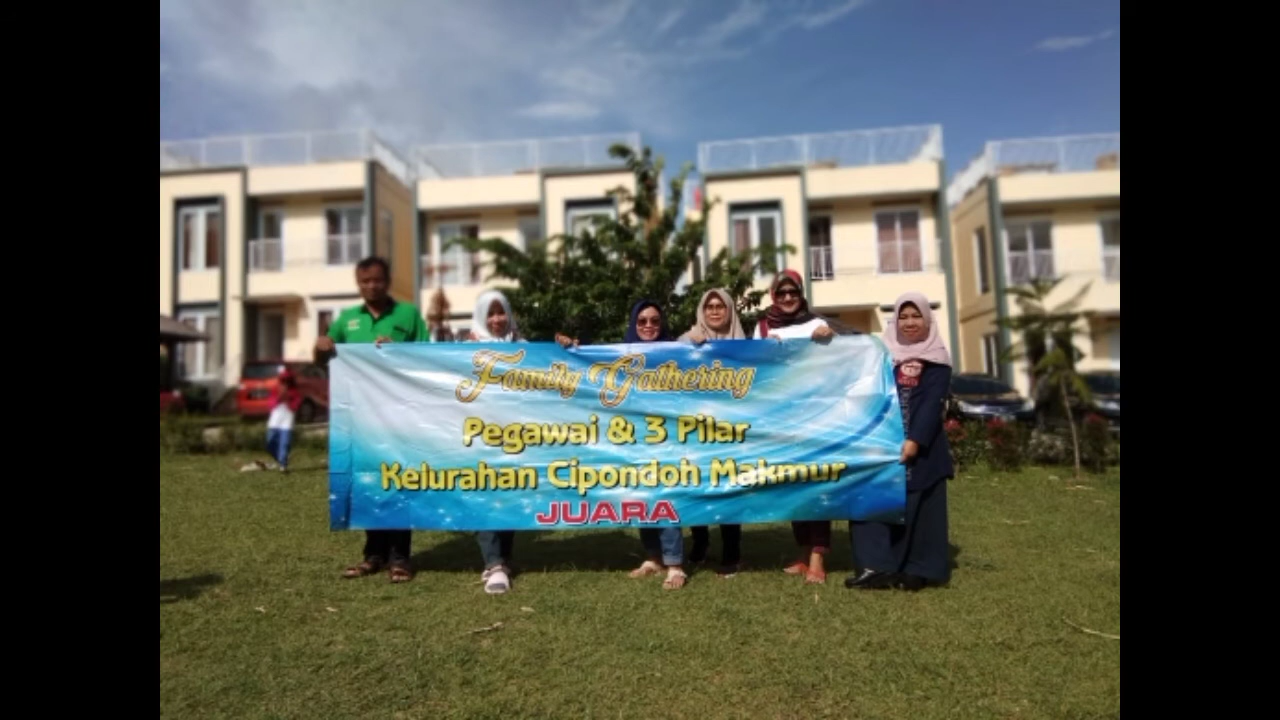 Family Gathering
Pegawai & 3 Pilar
Kelurahan Cipondoh Makmur
JUARA